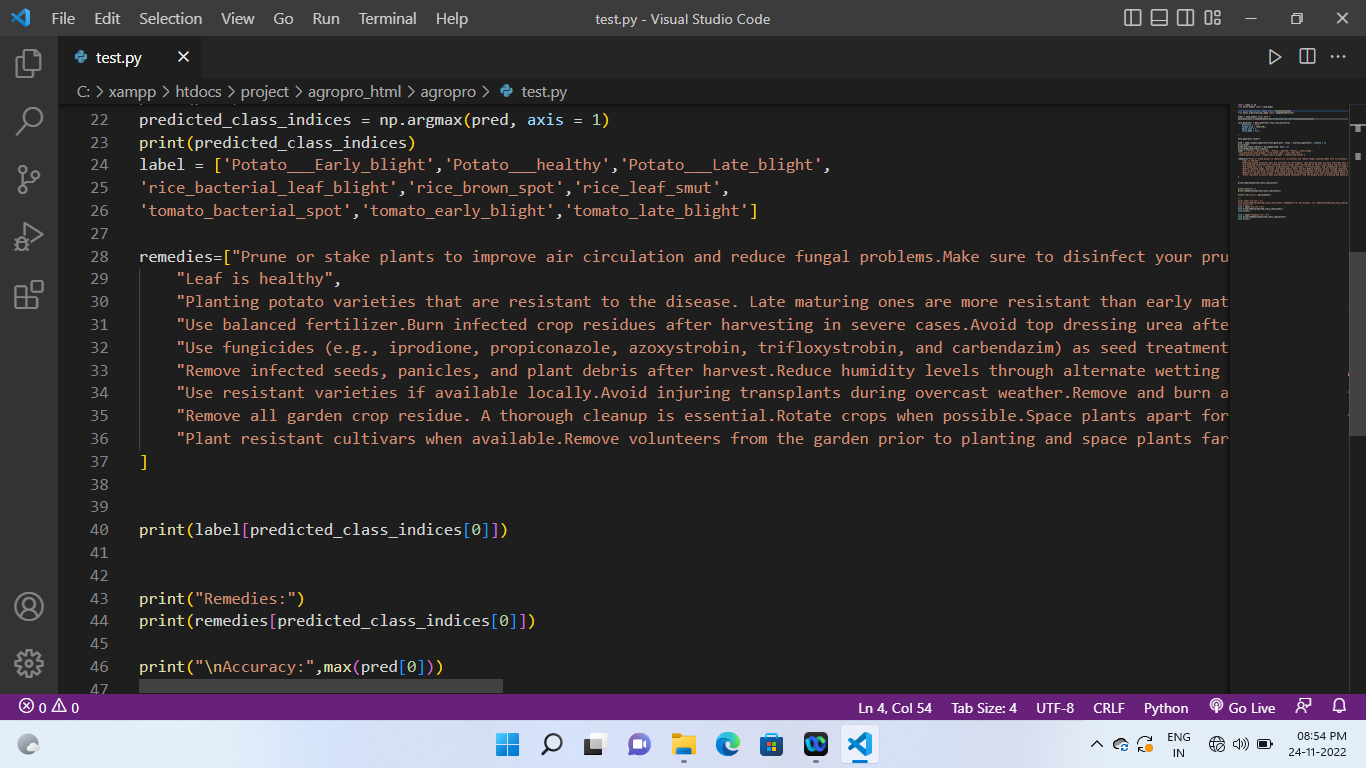 File Edit Selection View Go Run Terminal Help test.py - Visual Studio Code
test.py
C: > xampp > htdocs > project > agropro_html > agropro > test.py
22 predicted_class_indices = np.argmax(pred, axis = 1)
23 print(predicted_class_indices)
24 label = ['Potato___Early_blight','Potato___healthy','Potato___Late_blight',
25 'rice_bacterial_leaf_blight','rice_brown_spot','rice_leaf_smut',
26 'tomato_bacterial_spot','tomato_early_blight','tomato_late_blight']
27
28 remedies=["Prune or stake plants to improve air circulation and reduce fungal problems.Make sure to disinfect your pru
29 "Leaf is healthy",
30 "Planting potato varieties that are resistant to the disease. Late maturing ones are more resistant than early mat
31 "Use balanced fertilizer.Burn infected crop residues after harvesting in severe cases.Avoid top dressing urea afte
32 "Use fungicides (e.g., iprodione, propiconazole, azoxystrobin, trifloxystrobin, and carbendazim) as seed treatment
33 "Remove infected seeds, panicles, and plant debris after harvest.Reduce humidity levels through alternate wetting
34 "Use resistant varieties if available locally.Avoid injuring transplants during overcast weather.Remove and burn a
35 "Remove all garden crop residue. A thorough cleanup is essential.Rotate crops when possible.Space plants apart for
36 "Plant resistant cultivars when available.Remove volunteers from the garden prior to planting and space plants far
37 ]
38
39
40 print(label[predicted_class_indices[0]])
41
42
43 print("Remedies:")
44 print(remedies[predicted_class_indices[0]])
45
46 print("\nAccuracy:",max(pred[0]))
47
0 0 Ln 4, Col 54 Tab Size: 4 UTF-8 CRLF Python Go Live
ENG 08:54 PM
IN 24-11-2022